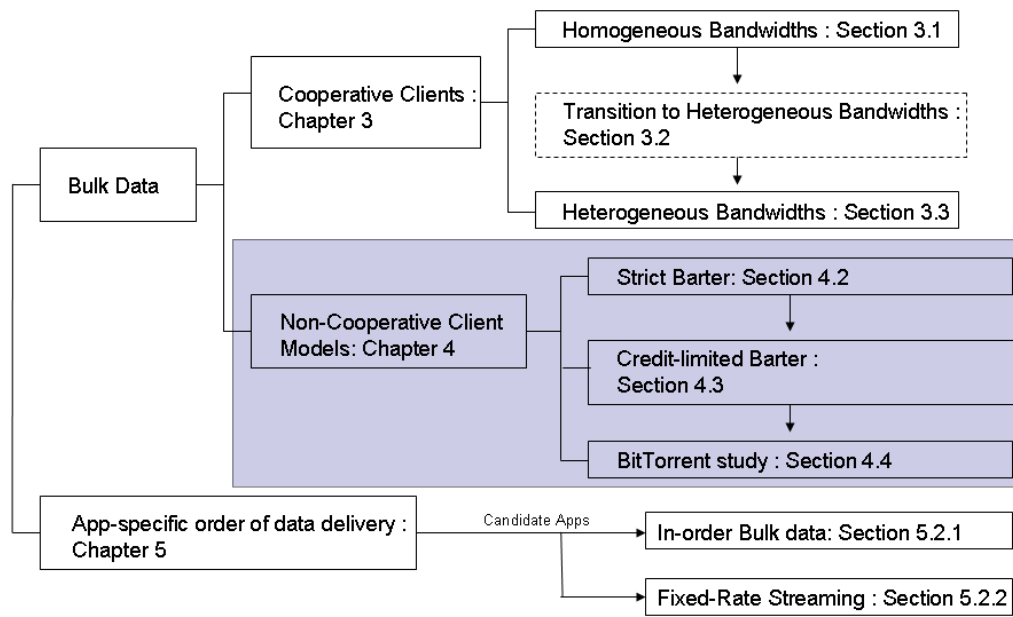 Homogeneous Bandwidths : Section 3.1
Cooperative Clients :
Chapter 3
Transition to Heterogeneous Bandwidths :
Section 3.2
Bulk Data
Heterogeneous Bandwidths : Section 3.3
Strict Barter: Section 4.2
Non-Cooperative Client
Models: Chapter 4
Credit-limited Barter :
Section 4.3
BitTorrent study : Section 4.4
App-specific order of data delivery :
Chapter 5
Candidate Apps
In-order Bulk data: Section 5.2.1
Fixed-Rate Streaming : Section 5.2.2